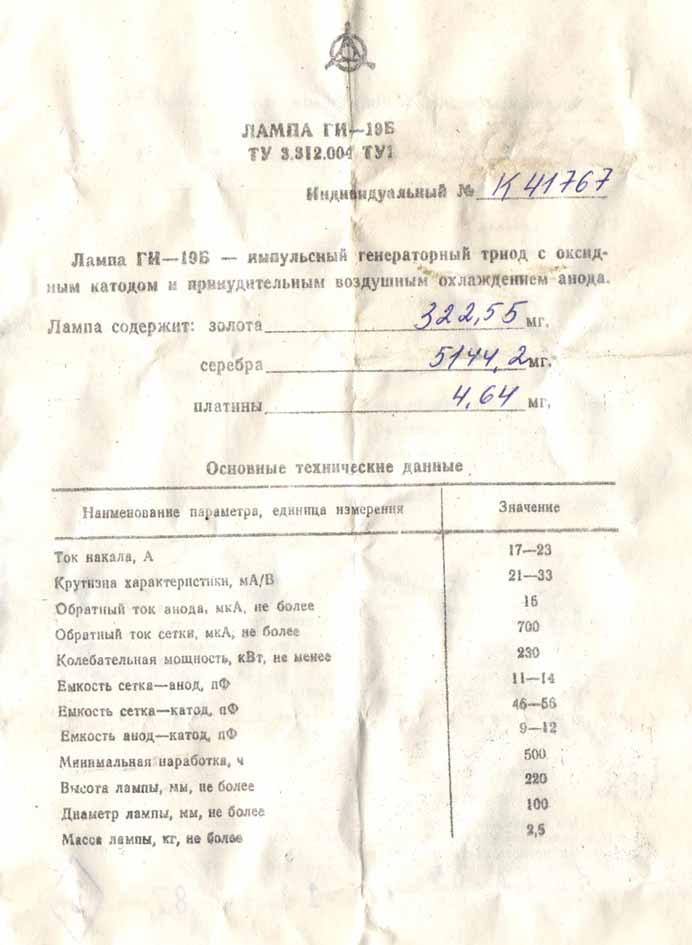 ЛАМПА ГИ—19Б
ТУ 3.312.004 ТУ1
Индивидуальный № К41767
Лампа ГИ—19Б — импульсный генераторный триод с оксид-
ным катодом и принудительным воздушным охлаждением анода.
Лампа содержит: золота 322,55 мг.
серебра 5144,2 мг.
платины 4,64 мг.
Основные технические данные
Наименование параметра, единица измерения Значение
Ток накала, А 17—23
Крутизна характеристики, мА/В 21—33
Обратный ток анода, мкА, не более 16
Обратный ток сетки, мкА, не более 700
Колебательная мощность, кВт, не менее 230
Емкость сетка—анод, пФ 11—14
Емкость сетка—катод, пФ 46—56
Емкость анод—катод, пФ 9—12
Минимальная наработка, ч 500
Высота лампы, мм, не более 220
Диаметр лампы, мм, не более 100
Масса лампы, кг, не более 2,5